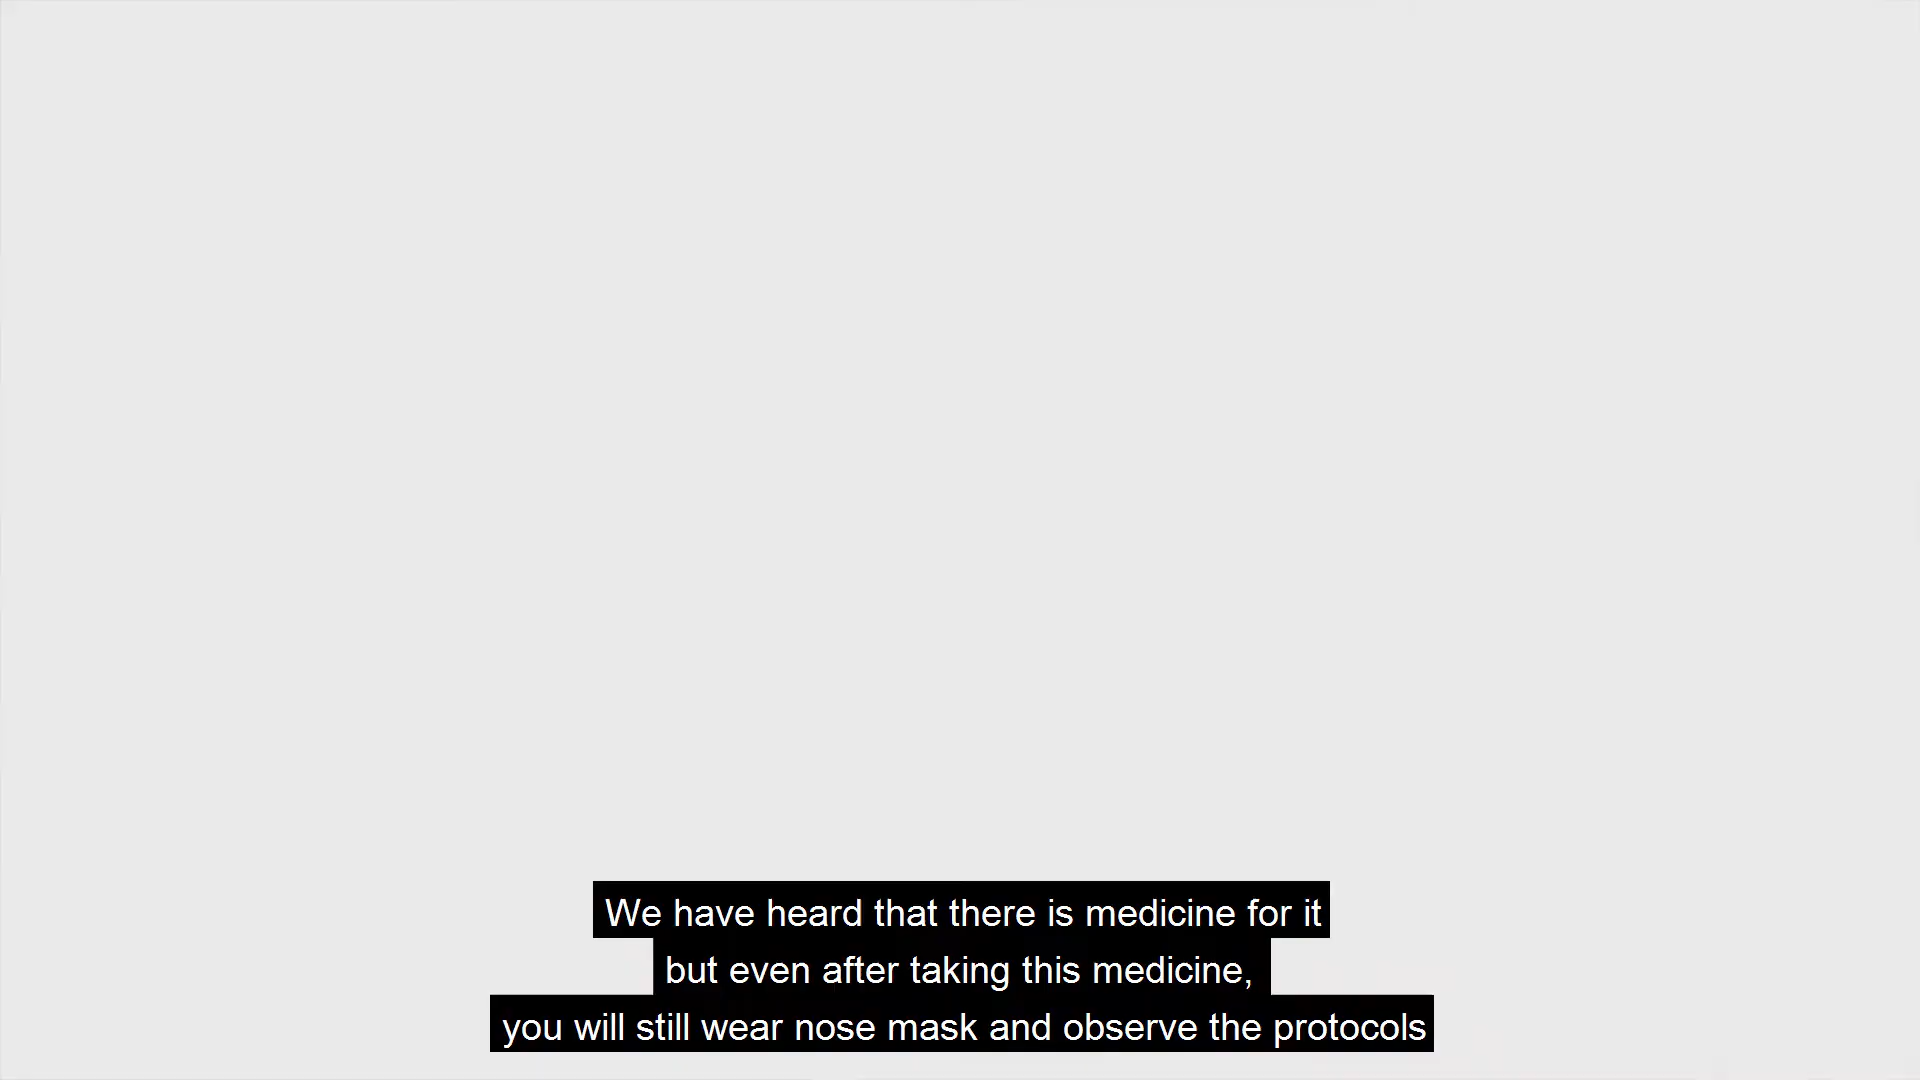 We have heard that there is medicine for it
but even after taking this medicine,
you will still wear nose mask and observe the protocols